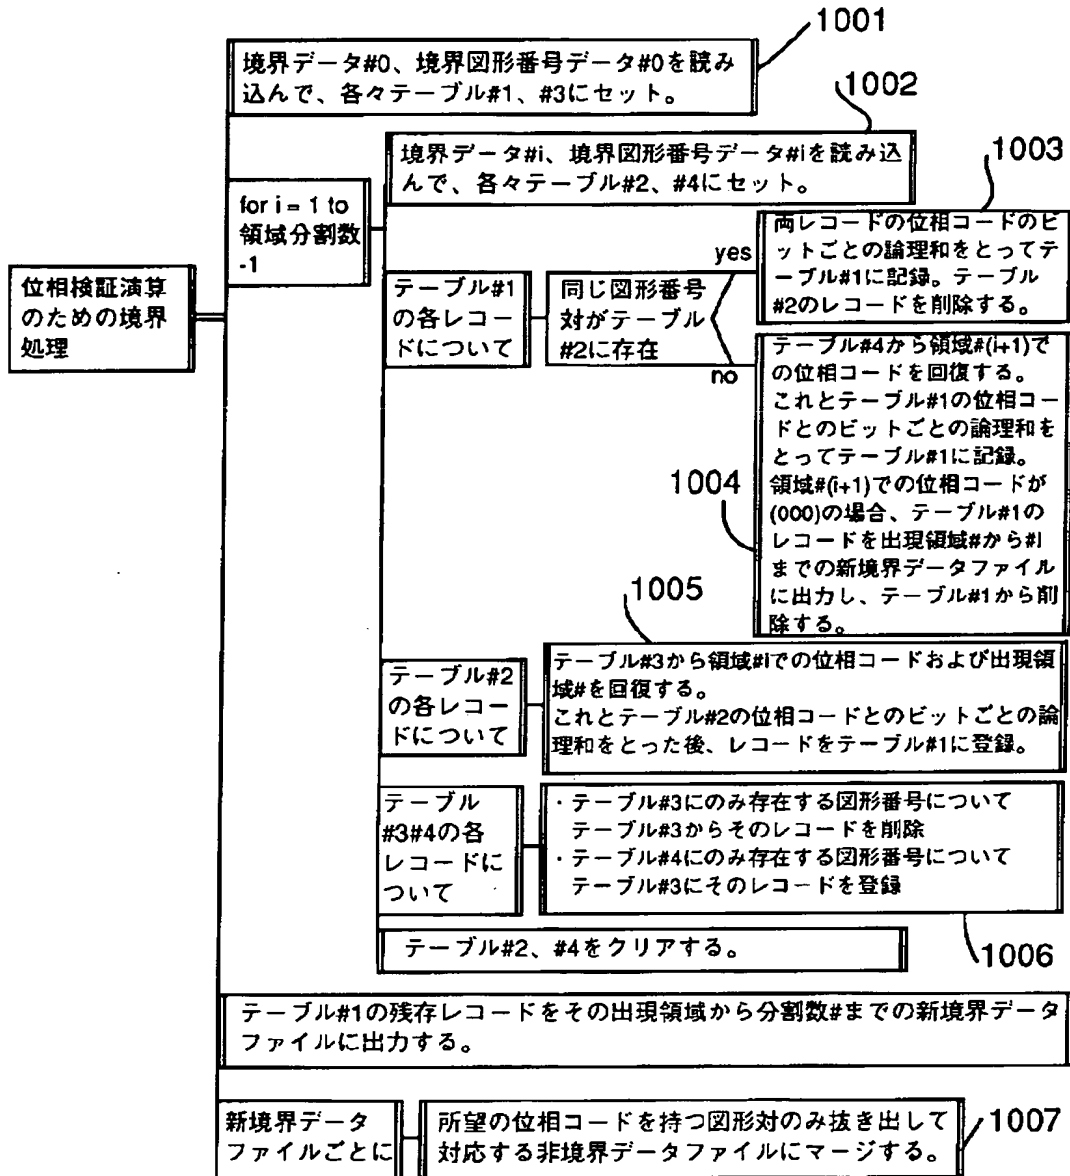 1001
境界データ#0、境界図形番号データ#0を読み
込んで、各々テーブル#1、#3にセット。
1002
境界データ#i、境界図形番号データ#iを読み込
んで、各々テーブル#2、#4にセット。
1003
for i = 1 to
領域分割数
-1
位相検証演算
のための境界
処理
テーブル#1
の各レコー
ドについて
同じ図形番号
対がテーブル
#2に存在
yes
no
両レコードの位相コードのビ
ットごとの論理和をとってテ
ーブル#1に記録。テーブル
#2のレコードを削除する。
テーブル#4から領域#(i+1)で
の位相コードを回復する。
これとテーブル#1の位相コー
ドとのビットごとの論理和を
とってテーブル#1に記録。
領域#(i+1)での位相コードが
(000)の場合、テーブル#1の
レコードを出現領域#から#i
までの新境界データファイル
に出力し、テーブル#1から削
除する。
1004
1005
テーブル#2
の各レコー
ドについて
テーブル#3から領域#iでの位相コードおよび出現領
域#を回復する。
これとテーブル#2の位相コードとのビットごとの論
理和をとった後、レコードをテーブル#1に登録。
テーブル
#3#4の各
レコードに
ついて
・テーブル#3にのみ存在する図形番号について
テーブル#3からそのレコードを削除
・テーブル#4にのみ存在する図形番号について
テーブル#3にそのレコードを登録
1006
テーブル#2、#4をクリアする。
テーブル#1の残存レコードをその出現領域から分割数#までの新境界データ
ファイルに出力する。
新境界データ
ファイルごとに
所望の位相コードを持つ図形対のみ抜き出して
対応する非境界データファイルにマージする。
1007